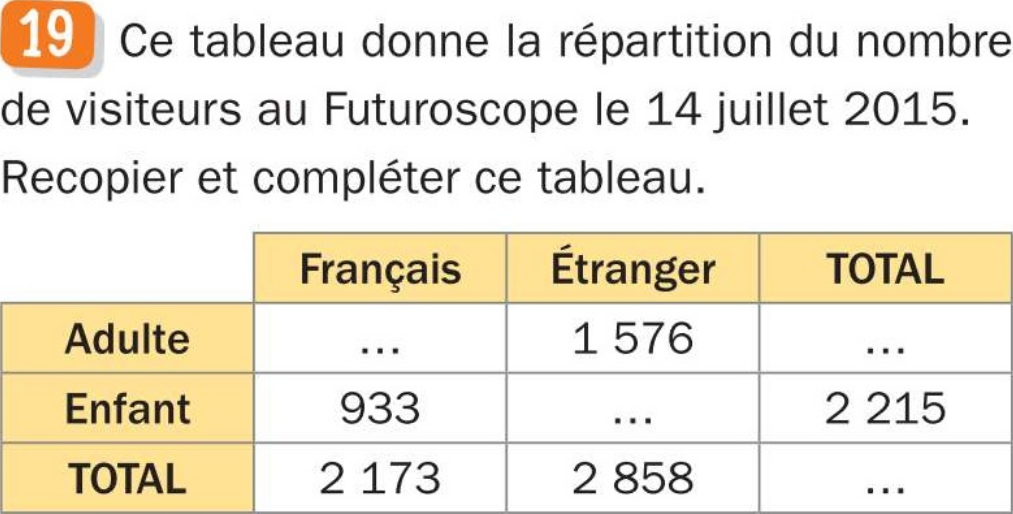 19 Ce tableau donne la répartition du nombre
de visiteurs au Futuroscope le 14 juillet 2015.
Recopier et compléter ce tableau.
Français Étranger TOTAL
Adulte ... 1 576 ...
Enfant 933 ... 2 215
TOTAL 2 173 2 858 ...